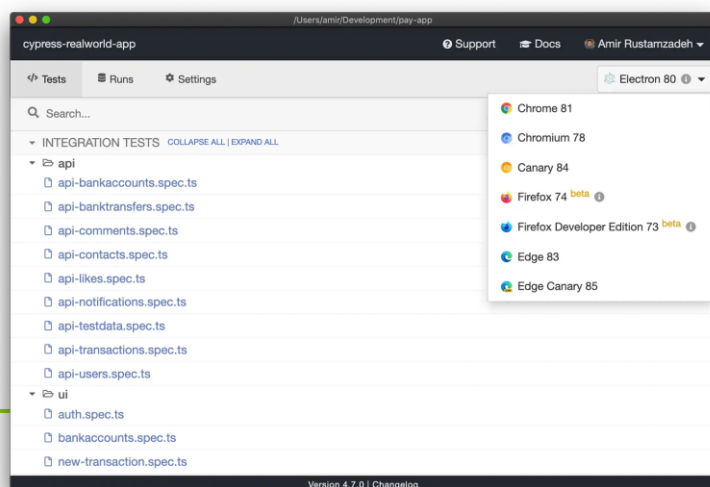 /Users/amir/Development/pay-app
cypress-realworld-app
Support
Docs
Amir Rustamzadeh
Tests
Runs
Settings
Electron 80
Search...
Chrome 81
Chromium 78
Canary 84
Firefox 74 beta
Firefox Developer Edition 73 beta
Edge 83
Edge Canary 85
INTEGRATION TESTS COLLAPSE ALL | EXPAND ALL
api
api-bankaccounts.spec.ts
api-banktransfers.spec.ts
api-comments.spec.ts
api-contacts.spec.ts
api-likes.spec.ts
api-notifications.spec.ts
api-testdata.spec.ts
api-transactions.spec.ts
api-users.spec.ts
ui
auth.spec.ts
bankaccounts.spec.ts
new-transaction.spec.ts
Version 4.7.0 | Changelog